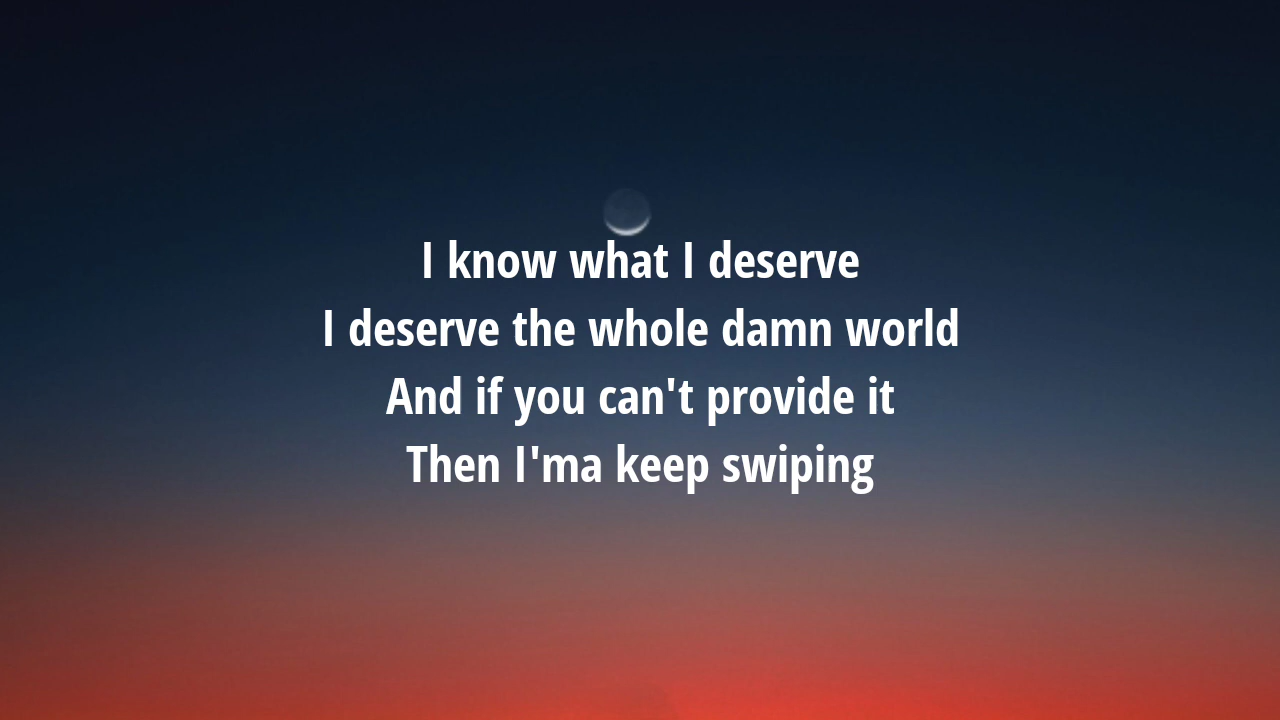 I know what I deserve
I deserve the whole damn world
And if you can't provide it
Then I'ma keep swiping